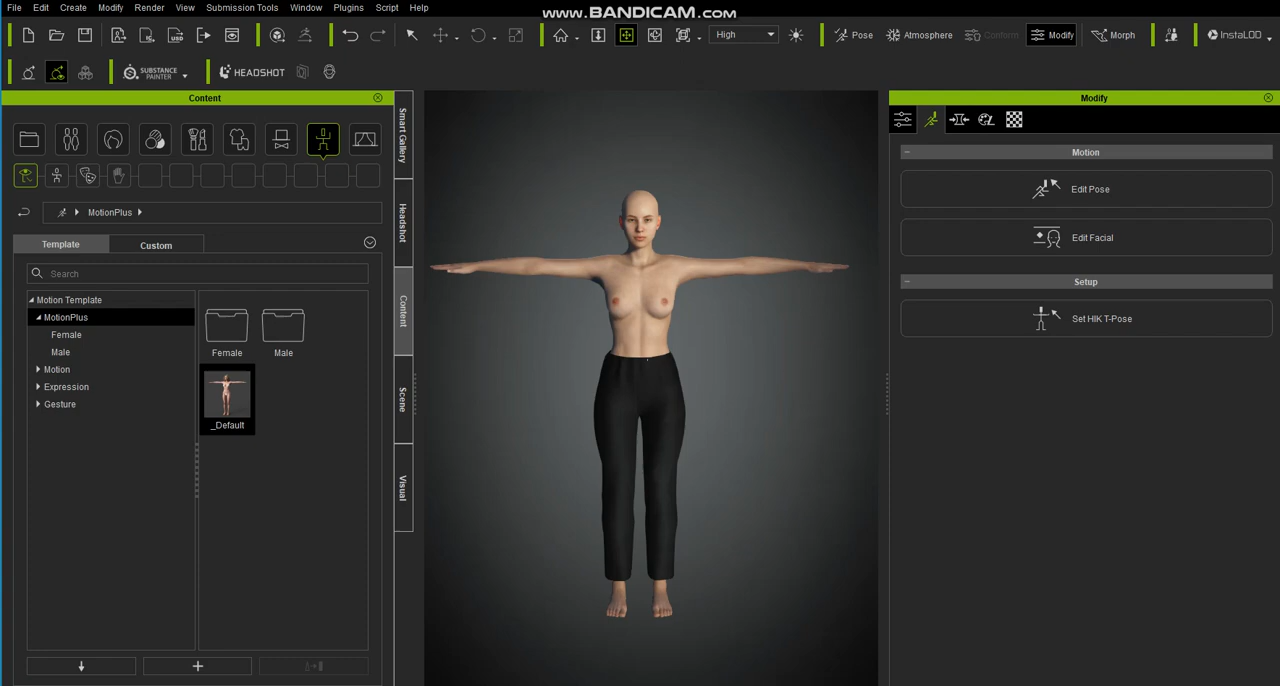 www.BANDICAM.com
File Edit Create Modify Render View Submission Tools Window Plugins Script Help
High Pose Atmosphere Conform Modify Morph InstaLOD
SUBSTANCE PAINTER HEADSHOT
Content
MotionPlus
Template Custom
Search
Motion Template
MotionPlus
Female
Male
Motion
Expression
Gesture
Female Male
_Default
Smart Gallery
Headshot
Content
Scene
Visual
Modify
Motion
Edit Pose
Edit Facial
Setup
Set HIK T-Pose